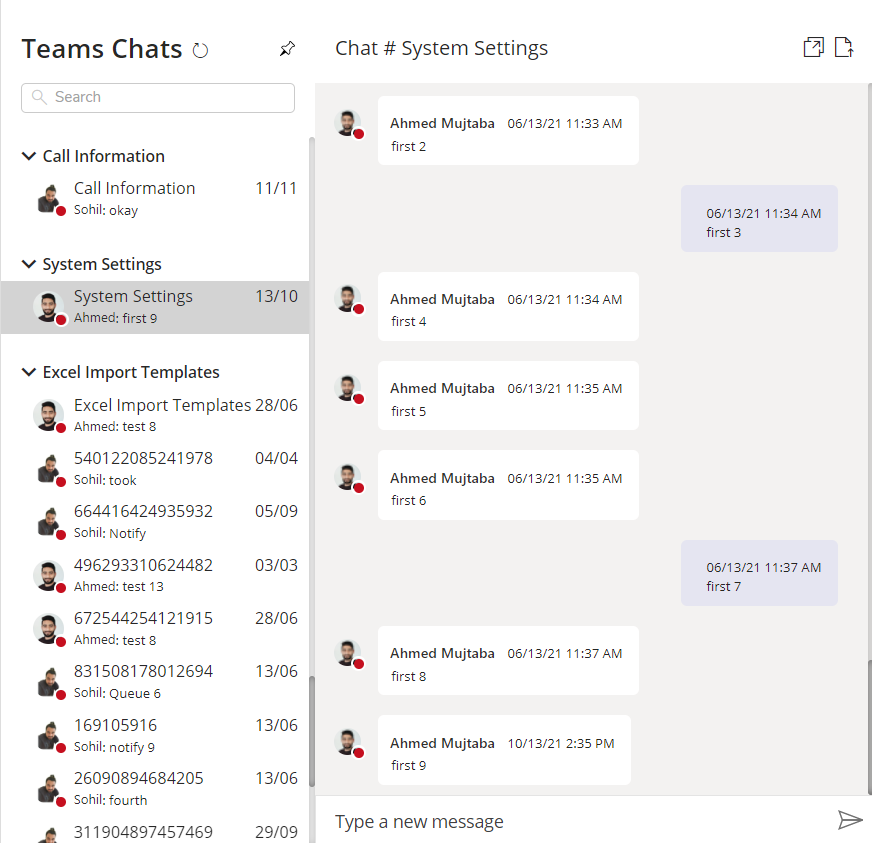 Teams Chats
Search
Call Information
Call Information 11/11
Sohil: okay
System Settings
System Settings 13/10
Ahmed: first 9
Excel Import Templates
Excel Import Templates 28/06
Ahmed: test 8
540122085241978 04/04
Sohil: took
664416424935932 05/09
Sohil: Notify
496293310624482 03/03
Ahmed: test 13
672544254121915 28/06
Ahmed: test 8
831508178012694 13/06
Sohil: Queue 6
169105916 13/06
Sohil: notify 9
26090894684205 13/06
Sohil: fourth
311904897457469 29/09
Chat # System Settings
Ahmed Mujtaba 06/13/21 11:33 AM
first 2
06/13/21 11:34 AM
first 3
Ahmed Mujtaba 06/13/21 11:34 AM
first 4
Ahmed Mujtaba 06/13/21 11:35 AM
first 5
Ahmed Mujtaba 06/13/21 11:35 AM
first 6
06/13/21 11:37 AM
first 7
Ahmed Mujtaba 06/13/21 11:37 AM
first 8
Ahmed Mujtaba 10/13/21 2:35 PM
first 9
Type a new message